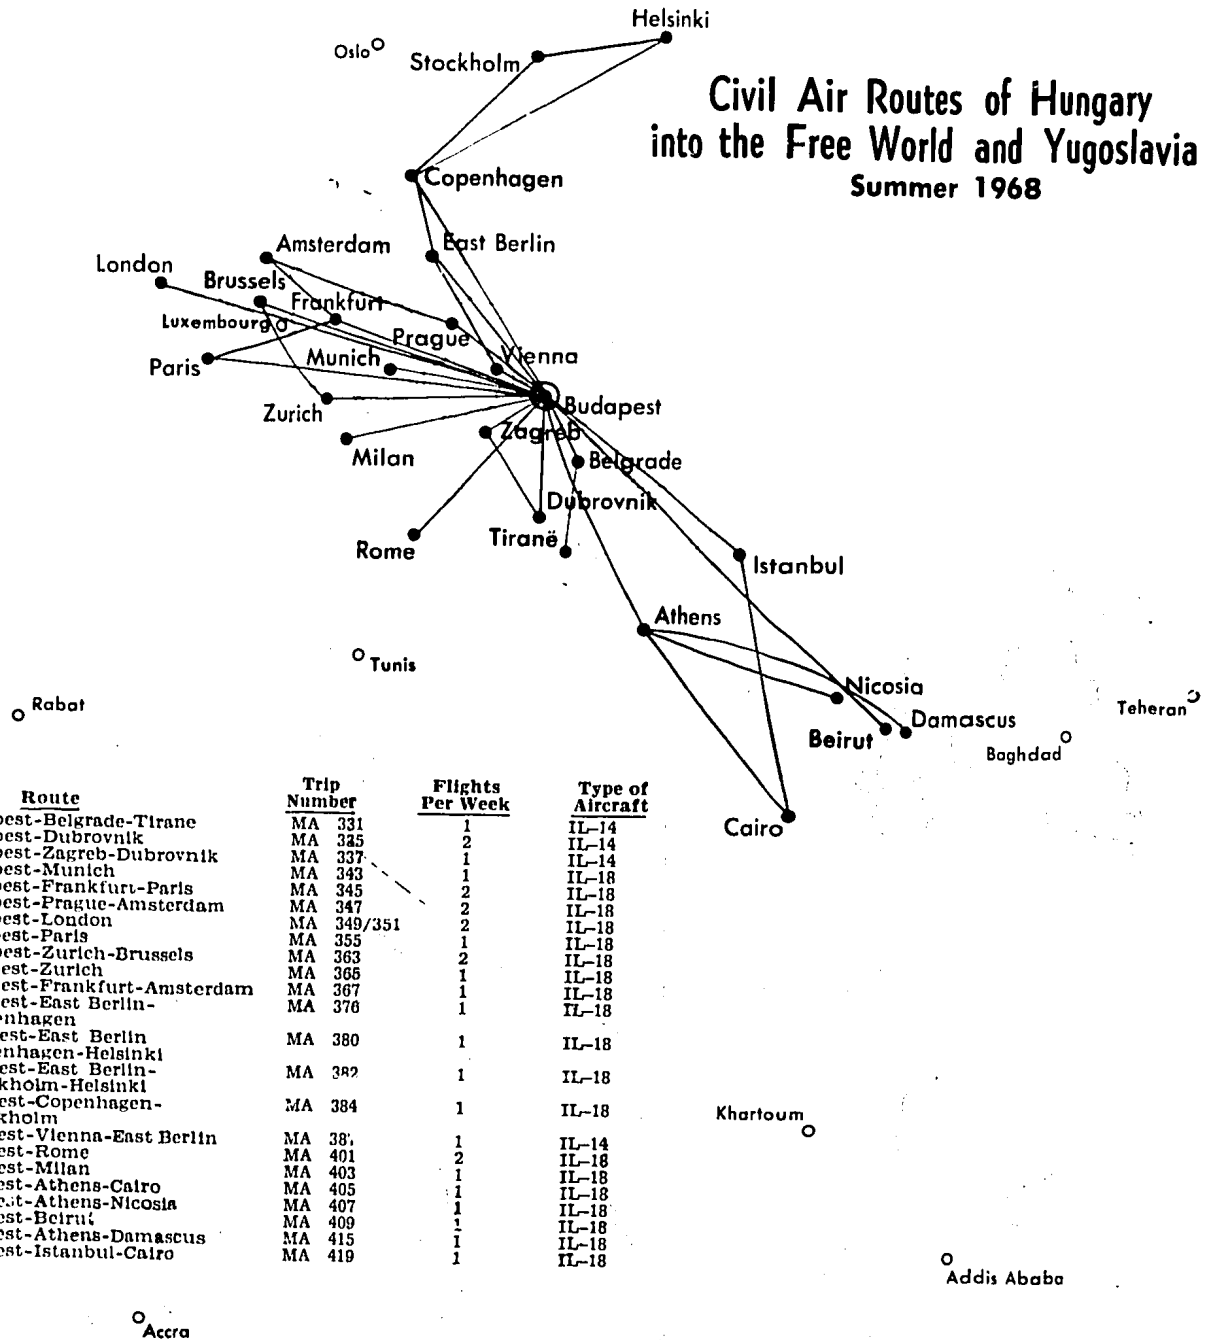 Helsinki
Oslo
Stockholm
Civil Air Routes of Hungary
into the Free World and Yugoslavia
Summer 1968
Copenhagen
East Berlin
Amsterdam
London
Brussels
Frankfurt
Luxembourg
Prague
Vienna
Munich
Paris
Budapest
Zurich
Zagreb
Milan
Belgrade
Dubrovnik
Tiranë
Rome
Istanbul
Athens
Tunis
Nicosia
Rabat
Teheran
Damascus
Beirut
Baghdad
Cairo
Route Trip Number Flights Per Week Type of Aircraft
pest-Belgrade-Tirane MA 331 1 IL-14
pest-Dubrovnik MA 335 2 IL-14
pest-Zagreb-Dubrovnik MA 337 1 IL-14
pest-Munich MA 343 1 IL-18
pest-Frankfurt-Paris MA 345 2 IL-18
pest-Prague-Amsterdam MA 347 2 IL-18
pest-London MA 349/351 2 IL-18
pest-Paris MA 355 1 IL-18
pest-Zurich-Brussels MA 363 2 IL-18
est-Zurich MA 365 1 IL-18
est-Frankfurt-Amsterdam MA 367 1 IL-18
est-East Berlin- MA 376 1 IL-18
enhagen
est-East Berlin MA 380 1 IL-18
enhagen-Helsinki
est-East Berlin- MA 382 1 IL-18
kholm-Helsinki
est-Copenhagen- MA 384 1 IL-18
kholm
est-Vienna-East Berlin MA 1 IL-14
est-Rome MA 401 2 IL-18
est-Milan MA 403 1 IL-18
est-Athens-Cairo MA 405 1 IL-18
est-Athens-Nicosia MA 407 1 IL-18
est-Beirut MA 409 1 IL-18
est-Athens-Damascus MA 415 1 IL-18
est-Istanbul-Cairo MA 419 1 IL-18
Khartoum
Addis Ababa
Accra